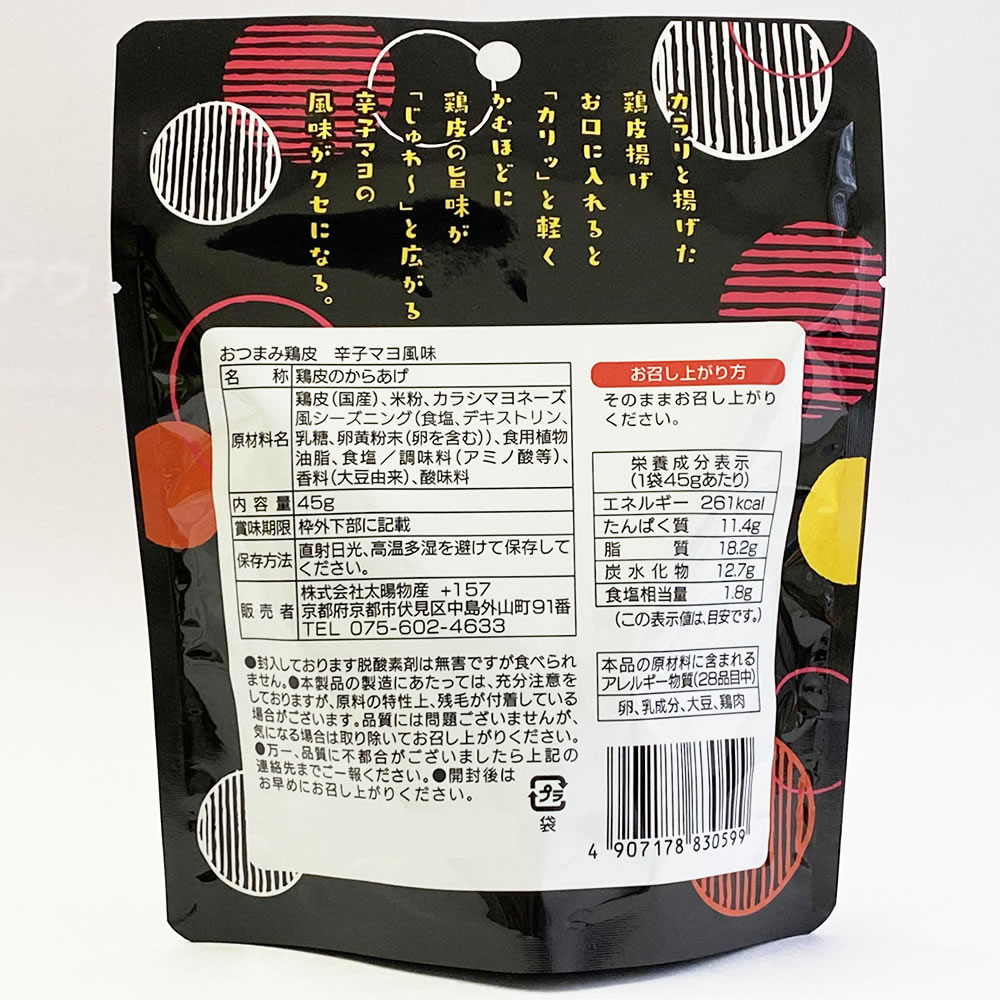 カラリと揚げた
鶏皮揚げ
お口に入れると
「カリッ」と軽く
かむほどに
鶏皮の旨味が
「じゅわ〜」と広がる
辛子マヨの
風味がクセになる。
おつまみ鶏皮　辛子マヨ風味
名　称 鶏皮のからあげ
原材料名 鶏皮(国産)、米粉、カラシマヨネーズ
風シーズニング(食塩、デキストリン、
乳糖、卵黄粉末(卵を含む))、食用植物
油脂、食塩／調味料(アミノ酸等)、
香料(大豆由来)、酸味料
内容量 45g
賞味期限 枠外下部に記載
保存方法 直射日光、高温多湿を避けて保存して
ください。
販売者 株式会社太陽物産 +157
京都府京都市伏見区中島外山町91番
TEL 075-602-4633
●封入しております脱酸素剤は無害ですが食べられ
ません。●本製品の製造にあたっては、充分注意を
しておりますが、原料の特性上、残毛が付着している
場合がございます。品質には問題ございませんが、
気になる場合は取り除いてお召し上がりください。
●万一、品質に不都合がございましたら上記の
連絡先までご一報ください。●開封後は
お早めにお召し上がりください。
プラ
袋
お召し上がり方
そのままお召し上がり
ください。
栄養成分表示
(1袋45gあたり)
エネルギー 261kcal
たんぱく質 11.4g
脂　質 18.2g
炭水化物 12.7g
食塩相当量 1.8g
(この表示値は、目安です。)
本品の原材料に含まれる
アレルギー物質(28品目中)
卵、乳成分、大豆、鶏肉
4 907178 830599